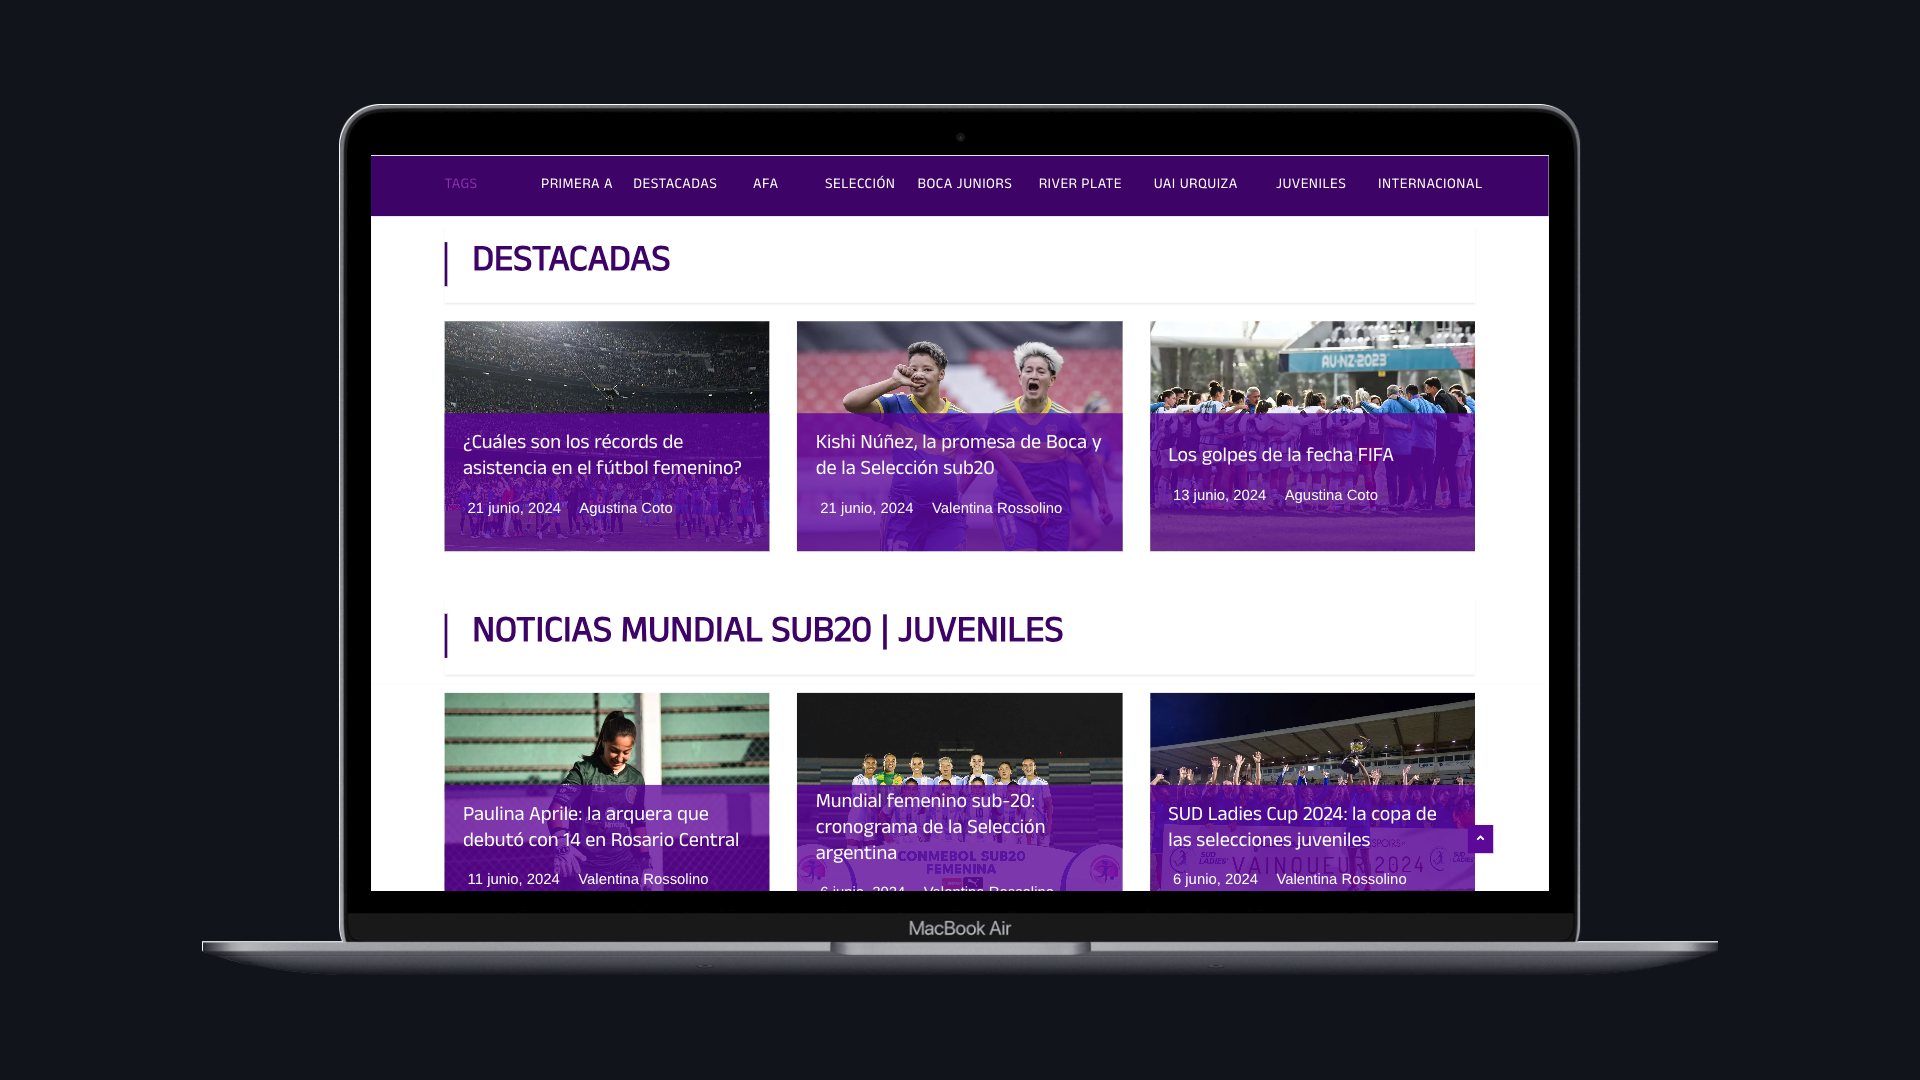 TAGS PRIMERA A DESTACADAS AFA SELECCIÓN BOCA JUNIORS RIVER PLATE UAI URQUIZA JUVENILES INTERNACIONAL
DESTACADAS
AU·NZ·2023
¿Cuáles son los récords de
asistencia en el fútbol femenino?
21 junio, 2024 Agustina Coto
Kishi Núñez, la promesa de Boca y
de la Selección sub20
21 junio, 2024 Valentina Rossolino
Los golpes de la fecha FIFA
13 junio, 2024 Agustina Coto
NOTICIAS MUNDIAL SUB20 | JUVENILES
Paulina Aprile: la arquera que
debutó con 14 en Rosario Central
11 junio, 2024 Valentina Rossolino
Mundial femenino sub-20:
cronograma de la Selección
argentina
CONMEBOL SUB20
FEMENINA
6 junio, 2024 Valentina Rossolino
SUD Ladies Cup 2024: la copa de
las selecciones juveniles
SUD
LADIES
VAINQUEUR 2024
SUD
LADIES
6 junio, 2024 Valentina Rossolino
MacBook Air